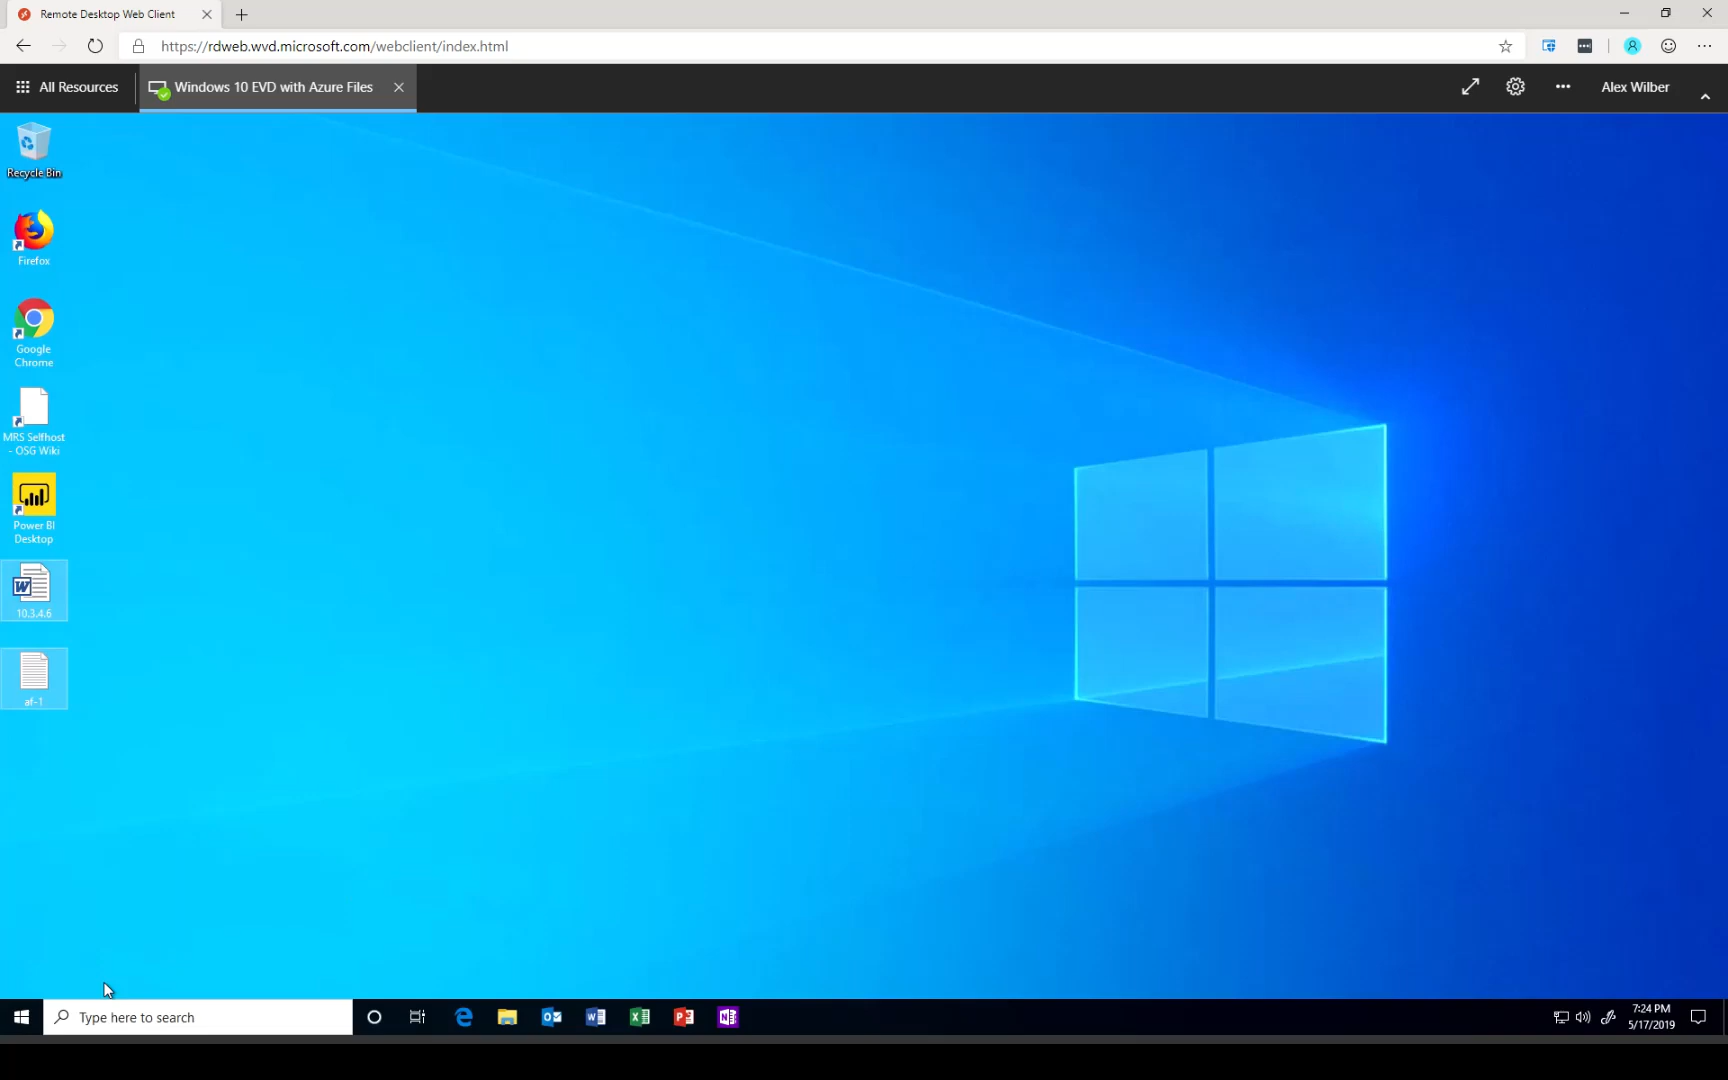 Remote Desktop Web Client
https://rdweb.wvd.microsoft.com/webclient/index.html
All Resources
Windows 10 EVD with Azure Files
Alex Wilber
Recycle Bin
Firefox
Google
Chrome
MRS Selfhost
- OSG Wiki
Power BI
Desktop
10.3.4.6
af-1
Type here to search
7:24 PM
5/17/2019